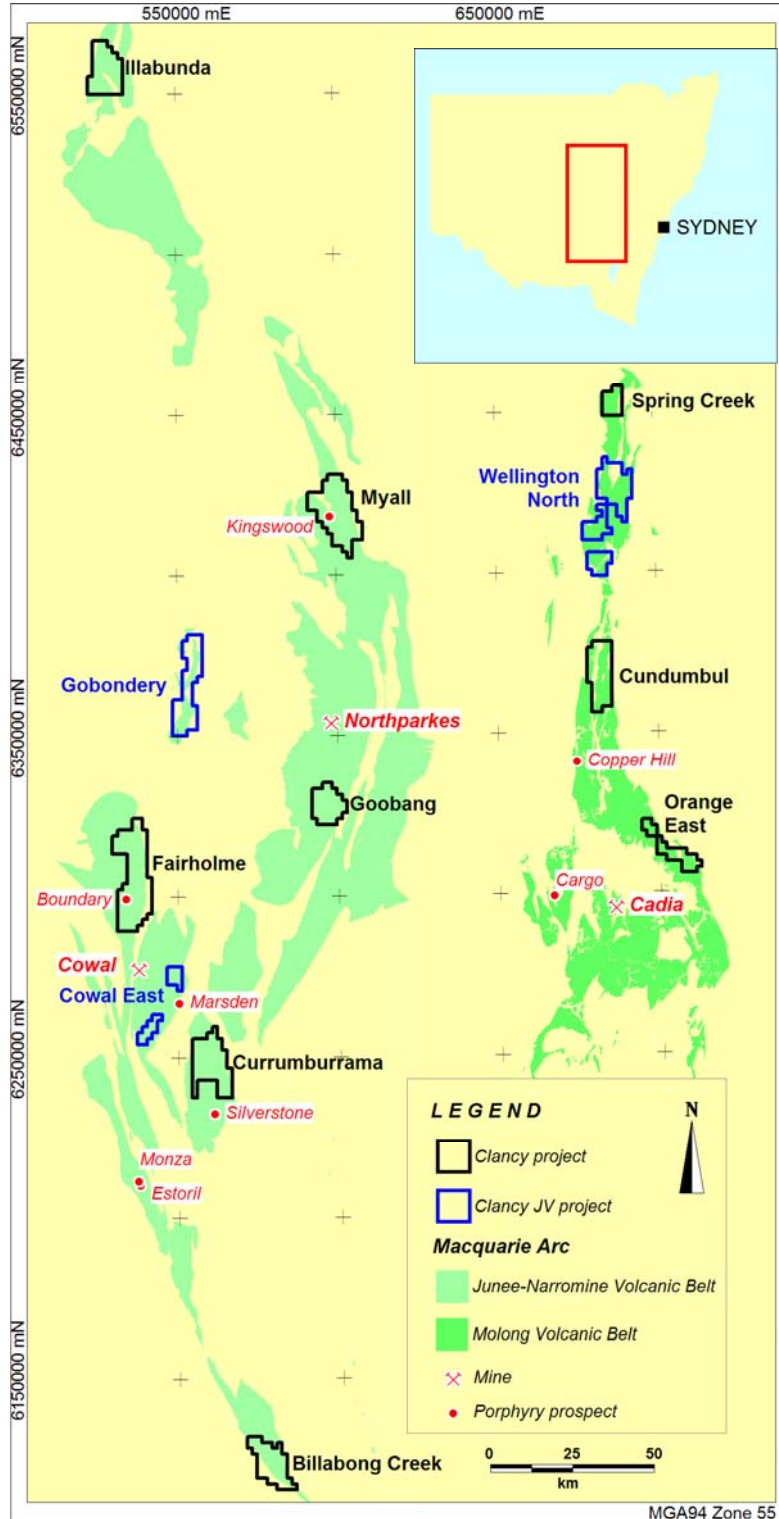 550000 mE
650000 mE
6550000 mN
Illabunda
SYDNEY
6450000 mN
Spring Creek
Wellington
North
Myall
Kingswood
Gobondery
Cundumbul
6350000 mN
Northparkes
Copper Hill
Goobang
Orange
East
Fairholme
Boundary
Cargo
Cadia
Cowal
Cowal East
Marsden
6250000 mN
Currumburrama
Silverstone
Monza
Estoril
LEGEND
N
Clancy project
Clancy JV project
Macquarie Arc
Junee-Narromine Volcanic Belt
Molong Volcanic Belt
Mine
Porphyry prospect
6150000 mN
Billabong Creek
0 25 50
km
MGA94 Zone 55